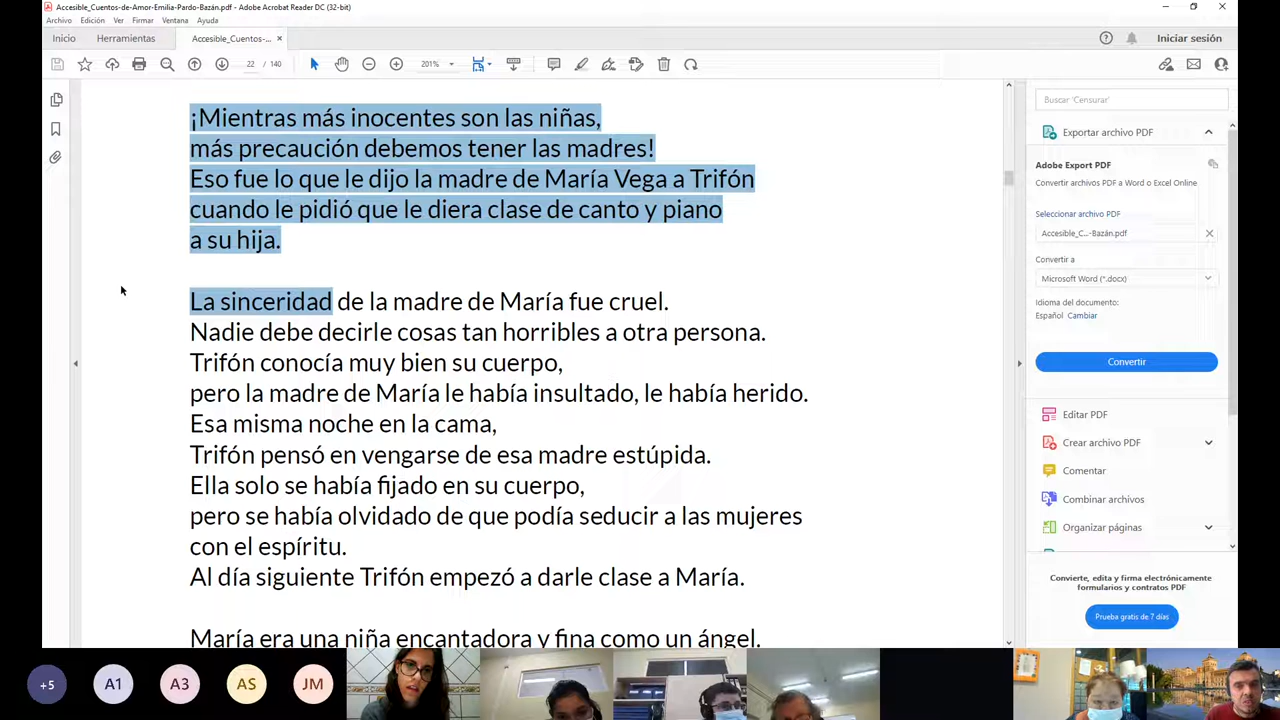 Accesible_Cuentos-de-Amor-Emilia-Pardo-Bazán.pdf - Adobe Acrobat Reader DC (32-bit)
Archivo Edición Ver Firmar Ventana Ayuda
Inicio Herramientas Accesible_Cuentos-... Iniciar sesión
22 / 140 201%
¡Mientras más inocentes son las niñas,
más precaución debemos tener las madres!
Eso fue lo que le dijo la madre de María Vega a Trifón
cuando le pidió que le diera clase de canto y piano
a su hija.
La sinceridad de la madre de María fue cruel.
Nadie debe decirle cosas tan horribles a otra persona.
Trifón conocía muy bien su cuerpo,
pero la madre de María le había insultado, le había herido.
Esa misma noche en la cama,
Trifón pensó en vengarse de esa madre estúpida.
Ella solo se había fijado en su cuerpo,
pero se había olvidado de que podía seducir a las mujeres
con el espíritu.
Al día siguiente Trifón empezó a darle clase a María.
María era una niña encantadora y fina como un ángel.
Buscar 'Censurar'
Exportar archivo PDF
Adobe Export PDF
Convertir archivos PDF a Word o Excel Online
Seleccionar archivo PDF
Accesible_C...-Bazán.pdf
Convertir a
Microsoft Word (*.docx)
Idioma del documento:
Español Cambiar
Convertir
Editar PDF
Crear archivo PDF
Comentar
Combinar archivos
Organizar páginas
Convierte, edita y firma electrónicamente
formularios y contratos PDF
Prueba gratis de 7 días
+5 A1 A3 AS JM